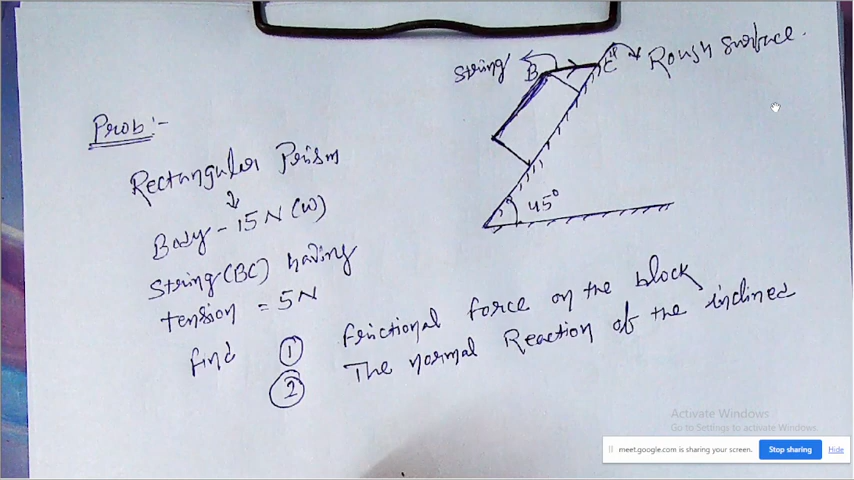 Prob:-
Rectangular Prism
Body - 15 N (W)
String (BC) having
tension = 5N
find ① frictional force on the block
② The normal Reaction of the inclined
String
B
C
Rough surface.
45°
Activate Windows
Go to Settings to activate Windows.
meet.google.com is sharing your screen.
Stop sharing
Hide